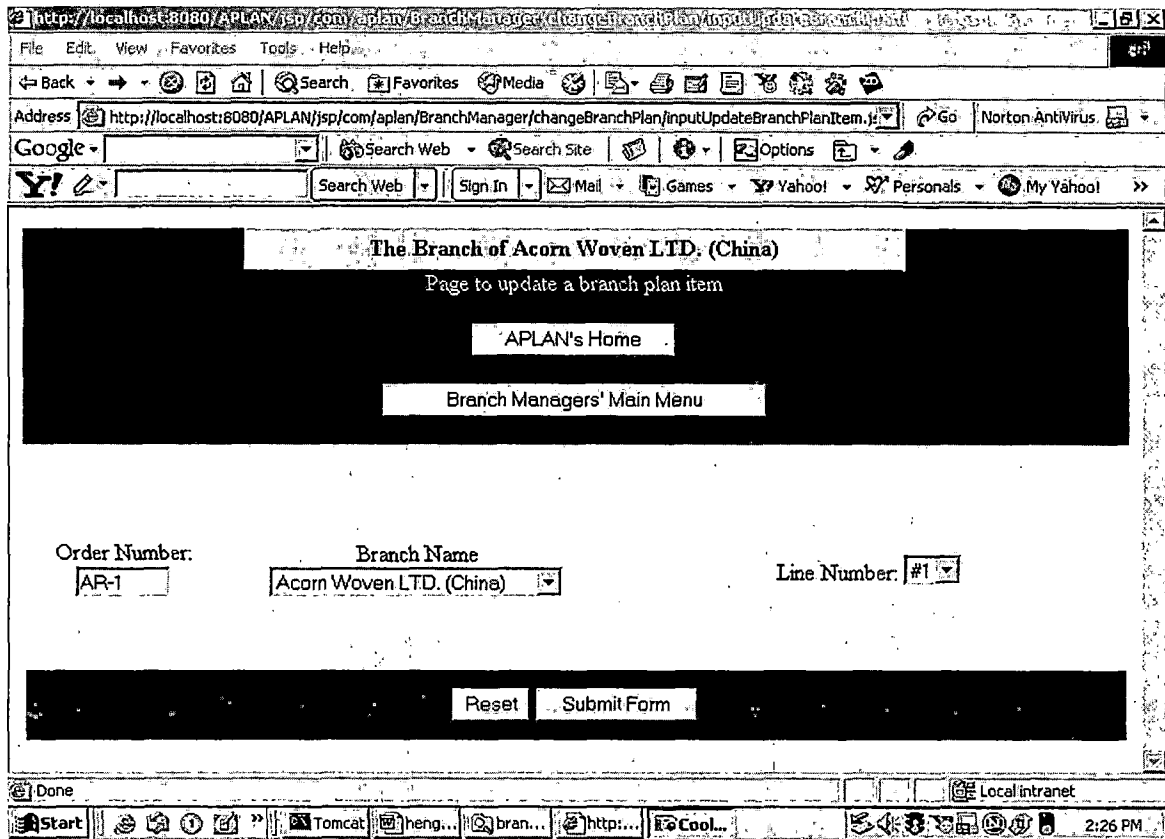 http://localhost:8080/APLAN/jsp/com/aplan/BranchManager/changeBranchPlan/inputUpdateBranchPlanItem
File Edit View Favorites Tools Help
Back Search Favorites Media
Address http://localhost:8080/APLAN/jsp/com/aplan/BranchManager/changeBranchPlan/inputUpdateBranchPlanItem.js Go Norton AntiVirus
Google Search Web Search Site Options
Y! Search Web Sign In Mail Games Yahoo! Personals My Yahoo! >>
The Branch of Acorn Woven LTD. (China)
Page to update a branch plan item
APLAN's Home
Branch Managers' Main Menu
Order Number:
Branch Name
Line Number: #1
AR-1
Acorn Woven LTD. (China)
Reset Submit Form
Done Local intranet
Start >> Tomcat heng... bran... http:... Cool... 2:26 PM